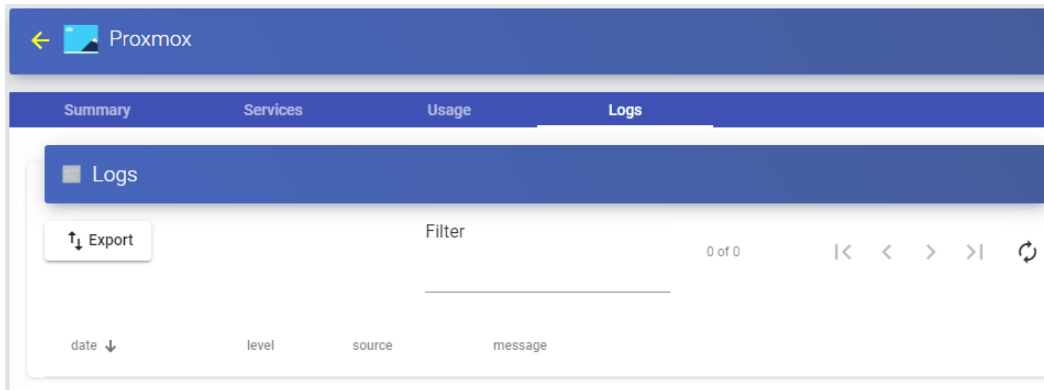 Proxmox
Summary Services Usage Logs
Logs
Export
Filter
0 of 0
date level source message